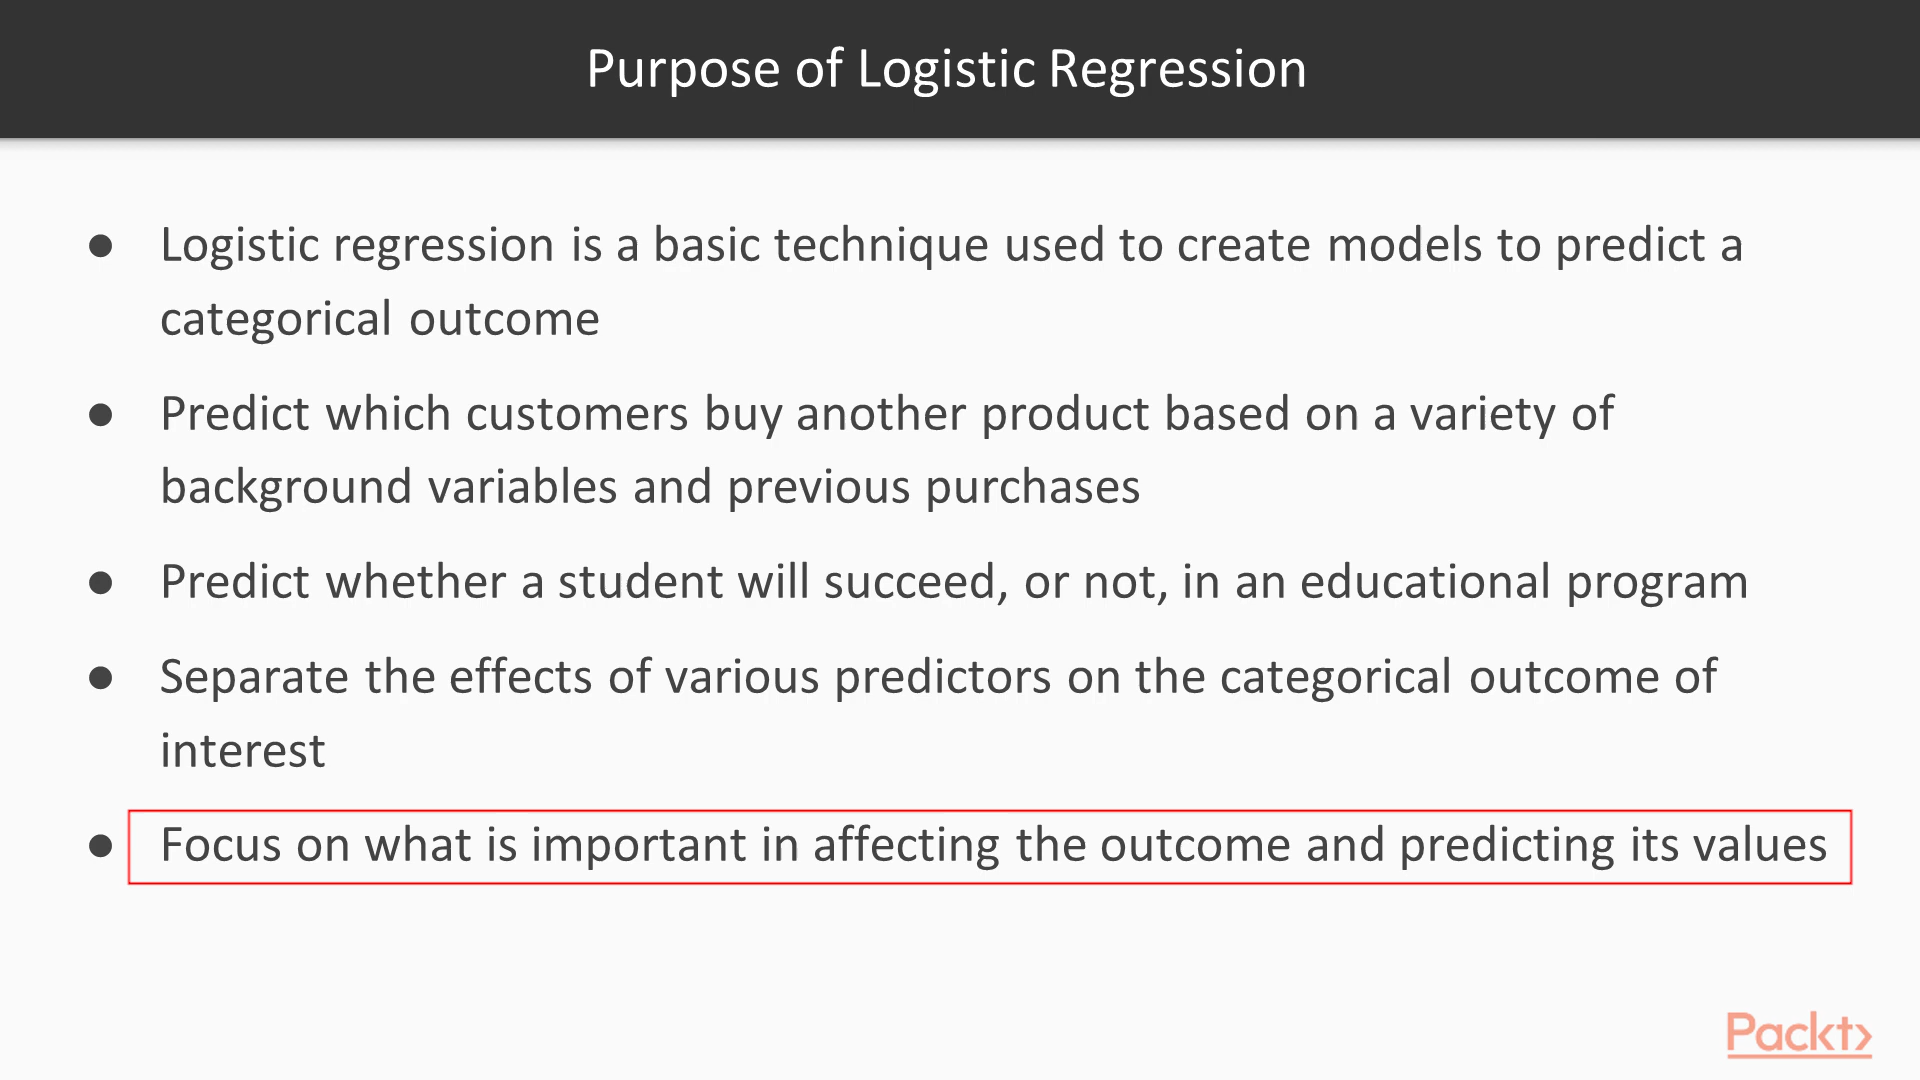 Purpose of Logistic Regression
● Logistic regression is a basic technique used to create models to predict a
categorical outcome
● Predict which customers buy another product based on a variety of
background variables and previous purchases
● Predict whether a student will succeed, or not, in an educational program
● Separate the effects of various predictors on the categorical outcome of
interest
● Focus on what is important in affecting the outcome and predicting its values
Packt>